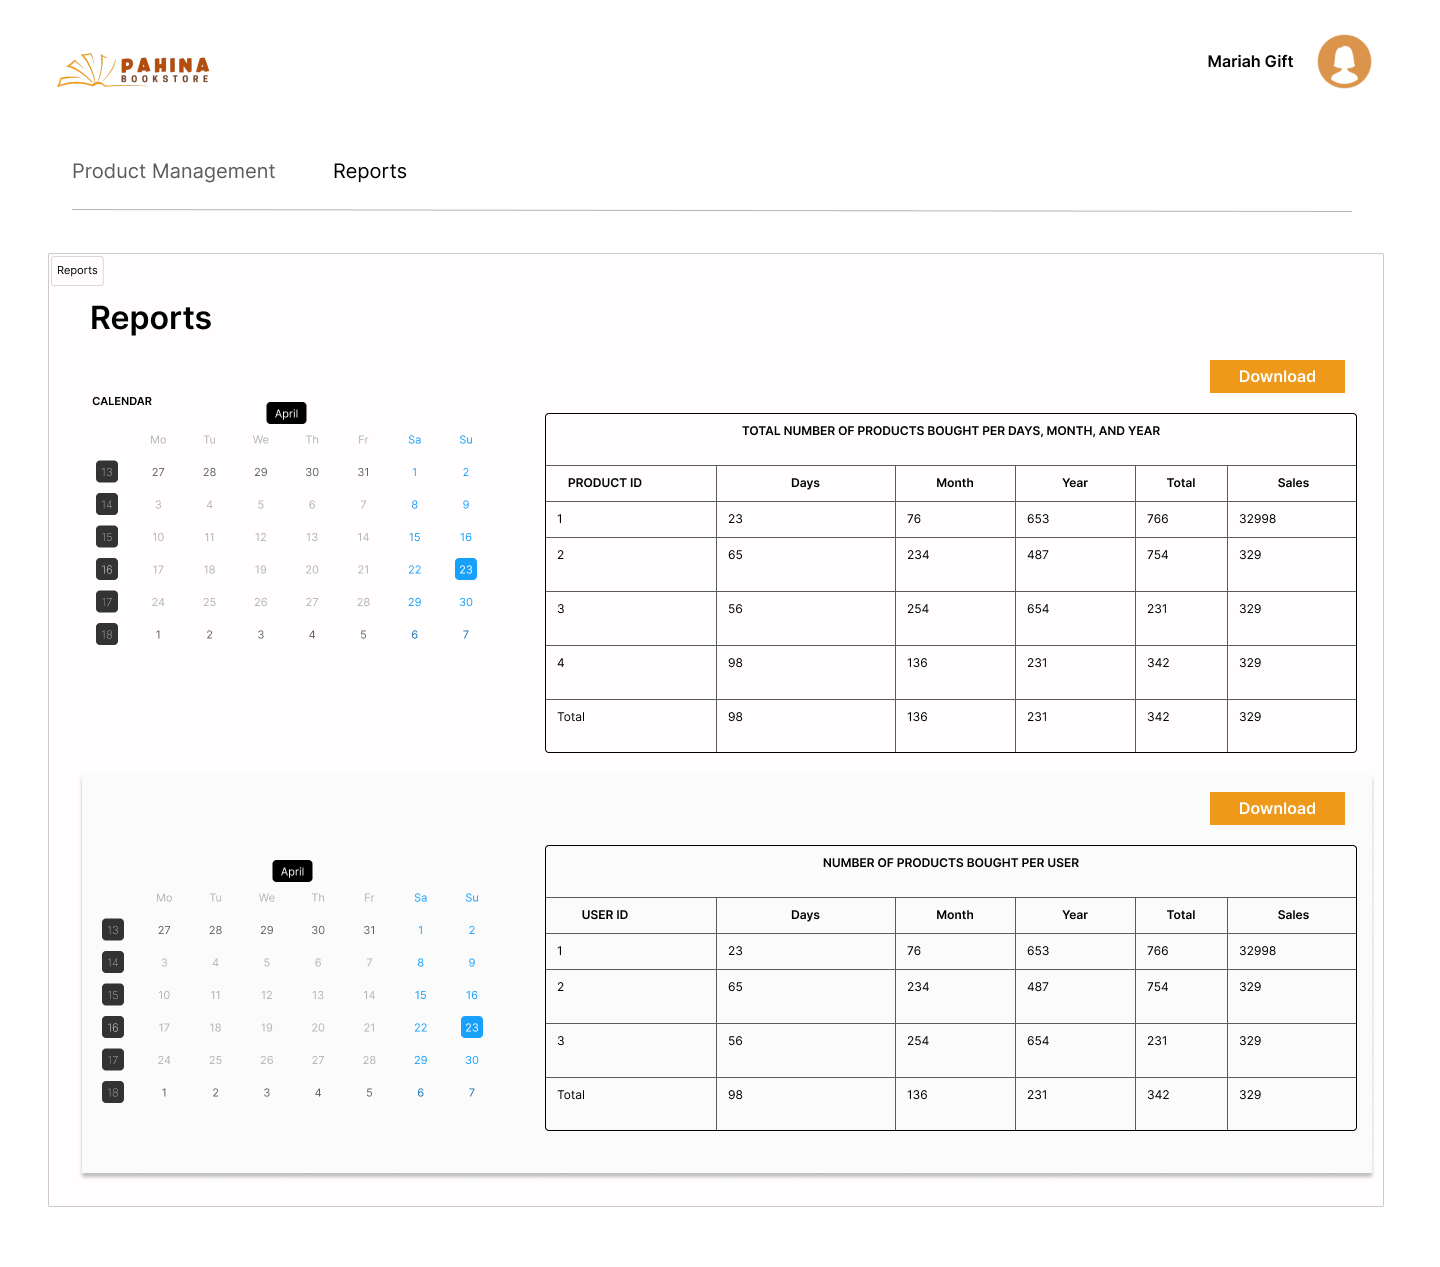 PAHINA
BOOKSTORE
Mariah Gift
Product Management Reports
Reports
Reports
Download
CALENDAR
April
Mo Tu We Th Fr Sa Su
13 27 28 29 30 31 1 2
14 3 4 5 6 7 8 9
15 10 11 12 13 14 15 16
16 17 18 19 20 21 22 23
17 24 25 26 27 28 29 30
18 1 2 3 4 5 6 7
TOTAL NUMBER OF PRODUCTS BOUGHT PER DAYS, MONTH, AND YEAR
PRODUCT ID Days Month Year Total Sales
1 23 76 653 766 32998
2 65 234 487 754 329
3 56 254 654 231 329
4 98 136 231 342 329
Total 98 136 231 342 329
Download
April
Mo Tu We Th Fr Sa Su
13 27 28 29 30 31 1 2
14 3 4 5 6 7 8 9
15 10 11 12 13 14 15 16
16 17 18 19 20 21 22 23
17 24 25 26 27 28 29 30
18 1 2 3 4 5 6 7
NUMBER OF PRODUCTS BOUGHT PER USER
USER ID Days Month Year Total Sales
1 23 76 653 766 32998
2 65 234 487 754 329
3 56 254 654 231 329
Total 98 136 231 342 329